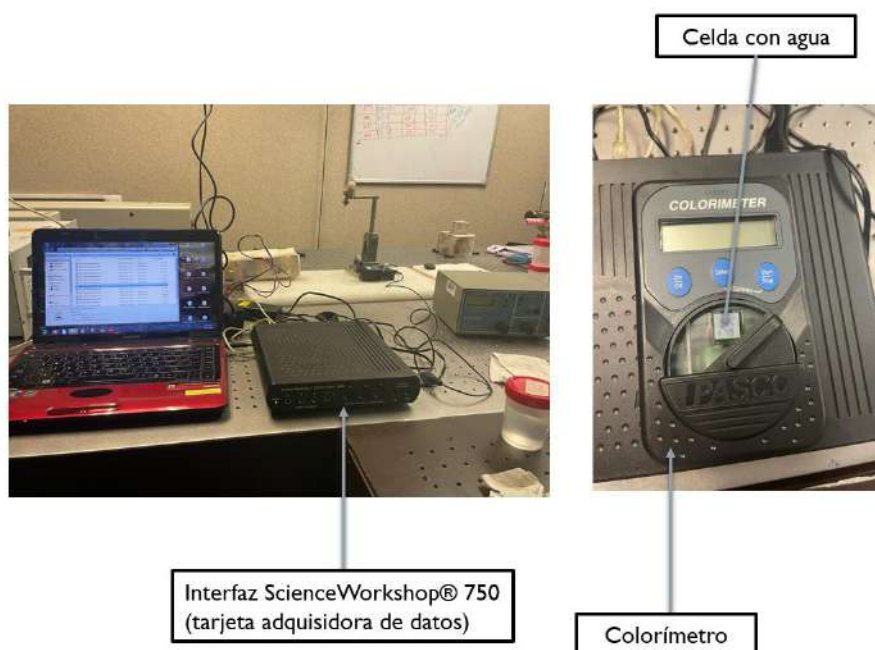 Celda con agua
COLORIMETER
PASCO
Interfaz ScienceWorkshop® 750
(tarjeta adquisidora de datos)
Colorímetro